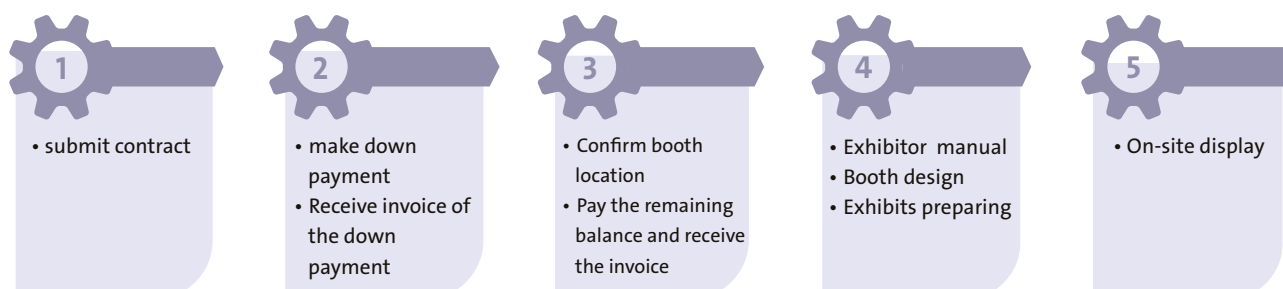 1
• submit contract
2
• make down
payment
• Receive invoice of
the down
payment
3
• Confirm booth
location
• Pay the remaining
balance and receive
the invoice
4
• Exhibitor manual
• Booth design
• Exhibits preparing
5
• On-site display